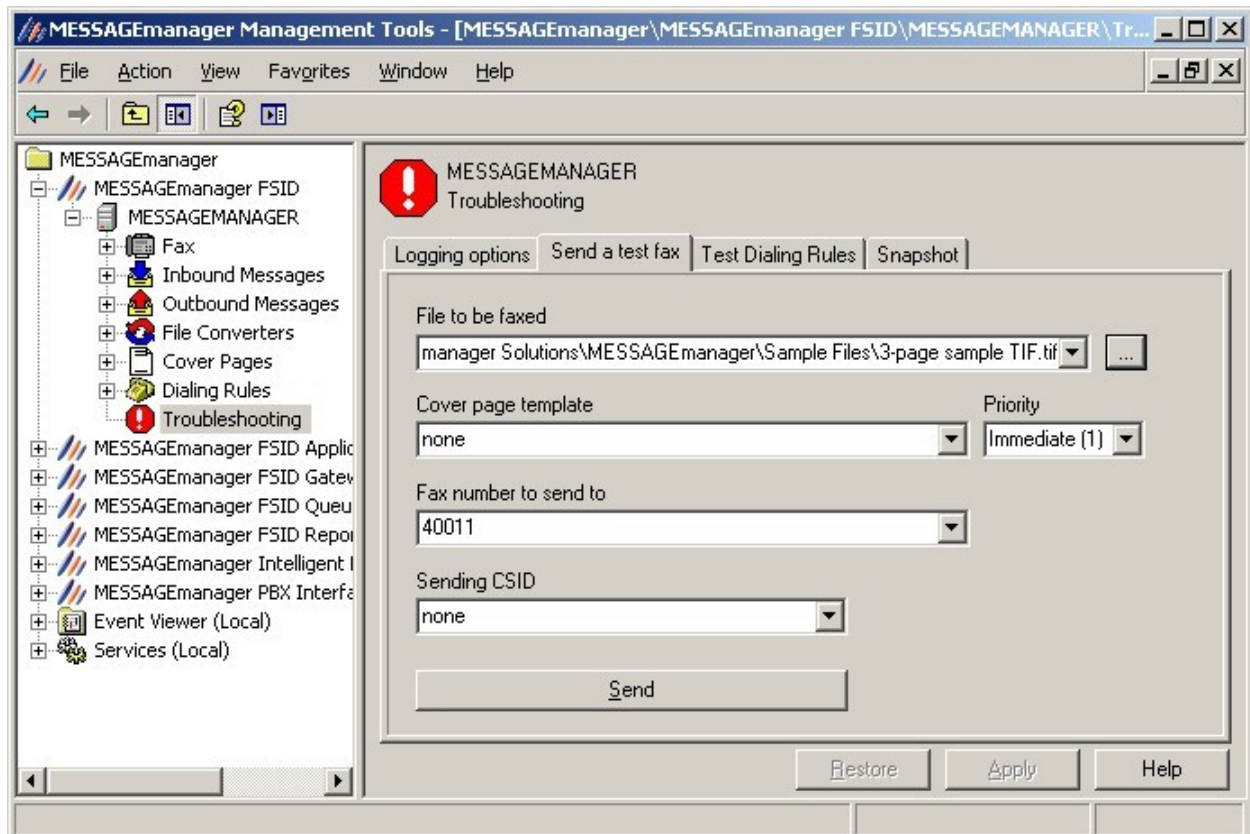 MESSAGEmanager Management Tools - [MESSAGEmanager\MESSAGEmanager FSID\MESSAGEMANAGER\Tr...
File Action View Favorites Window Help
MESSAGEmanager
MESSAGEmanager FSID
MESSAGEMANAGER
Fax
Inbound Messages
Outbound Messages
File Converters
Cover Pages
Dialing Rules
Troubleshooting
MESSAGEmanager FSID Applic
MESSAGEmanager FSID Gatew
MESSAGEmanager FSID Queu
MESSAGEmanager FSID Repor
MESSAGEmanager Intelligent
MESSAGEmanager PBX Interfa
Event Viewer (Local)
Services (Local)
MESSAGEMANAGER
Troubleshooting
Logging options Send a test fax Test Dialing Rules Snapshot
File to be faxed
manager Solutions\MESSAGEmanager\Sample Files\3-page sample TIF.tif ...
Cover page template Priority
none Immediate (1)
Fax number to send to
40011
Sending CSID
none
Send
Restore Apply Help